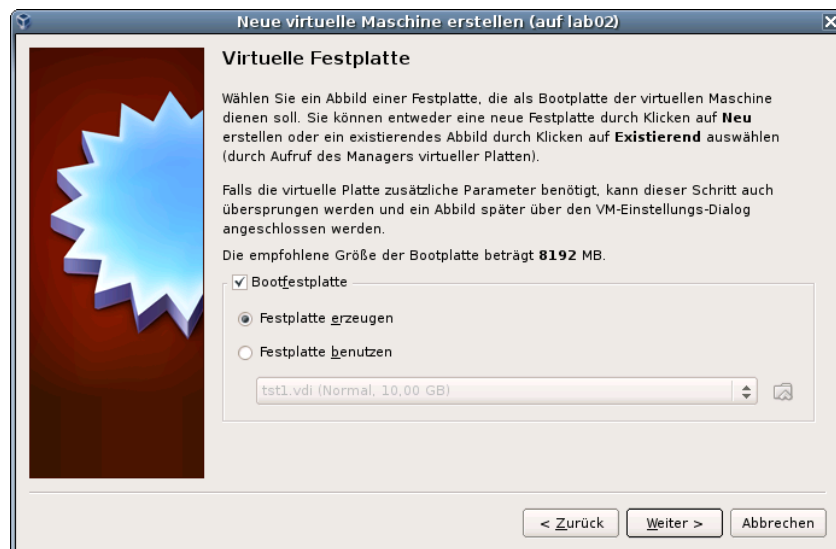 Neue virtuelle Maschine erstellen (auf lab02)
Virtuelle Festplatte
Wählen Sie ein Abbild einer Festplatte, die als Bootplatte der virtuellen Maschine
dienen soll. Sie können entweder eine neue Festplatte durch Klicken auf Neu
erstellen oder ein existierendes Abbild durch Klicken auf Existierend auswählen
(durch Aufruf des Managers virtueller Platten).
Falls die virtuelle Platte zusätzliche Parameter benötigt, kann dieser Schritt auch
übersprungen werden und ein Abbild später über den VM-Einstellungs-Dialog
angeschlossen werden.
Die empfohlene Größe der Bootplatte beträgt 8192 MB.
Bootfestplatte
Festplatte erzeugen
Festplatte benutzen
tst1.vdi (Normal, 10,00 GB)
< Zurück Weiter > Abbrechen